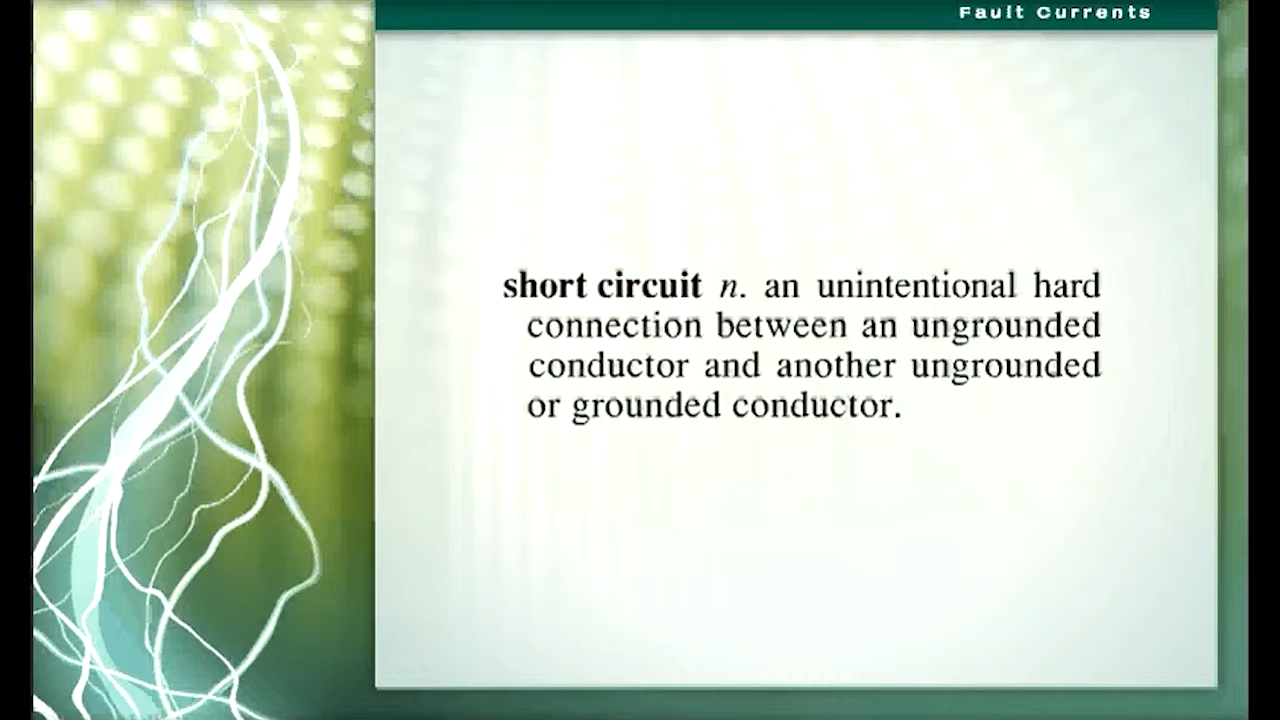 Fault Currents
short circuit n. an unintentional hard
connection between an ungrounded
conductor and another ungrounded
or grounded conductor.